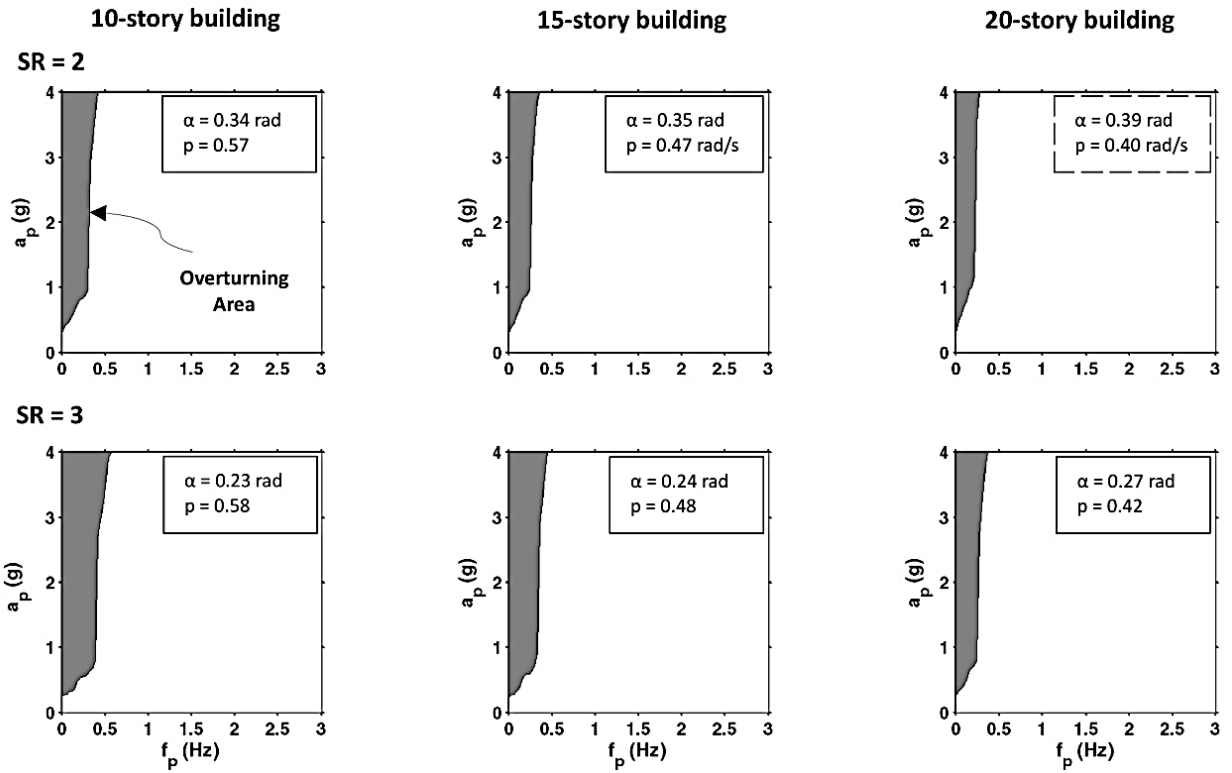 10-story building
15-story building
20-story building
SR = 2
4
3
2
1
0
a_p (g)
0 0.5 1 1.5 2 2.5 3
α = 0.34 rad
p = 0.57
Overturning
Area
4
3
2
1
0
a_p (g)
0 0.5 1 1.5 2 2.5 3
α = 0.35 rad
p = 0.47 rad/s
4
3
2
1
0
a_p (g)
0 0.5 1 1.5 2 2.5 3
α = 0.39 rad
p = 0.40 rad/s
SR = 3
4
3
2
1
0
a_p (g)
0 0.5 1 1.5 2 2.5 3
f_p (Hz)
α = 0.23 rad
p = 0.58
4
3
2
1
0
a_p (g)
0 0.5 1 1.5 2 2.5 3
f_p (Hz)
α = 0.24 rad
p = 0.48
4
3
2
1
0
a_p (g)
0 0.5 1 1.5 2 2.5 3
f_p (Hz)
α = 0.27 rad
p = 0.42